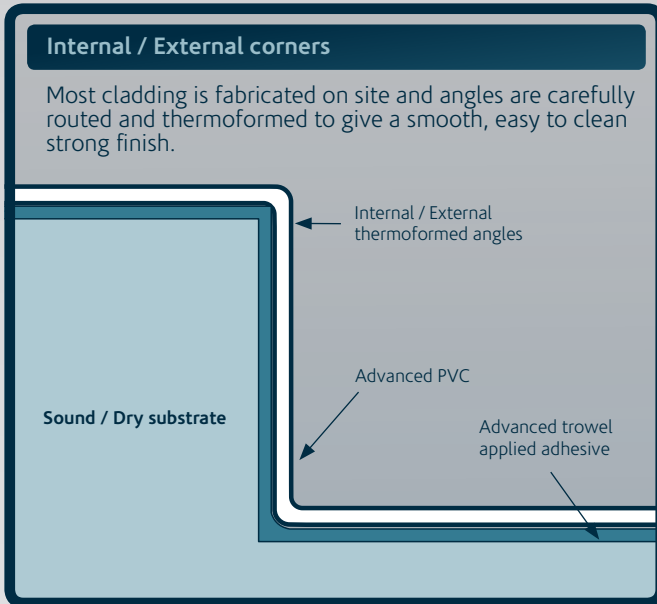 Internal / External corners
Most cladding is fabricated on site and angles are carefully
routed and thermoformed to give a smooth, easy to clean
strong finish.
Internal / External
thermoformed angles
Advanced PVC
Sound / Dry substrate
Advanced trowel
applied adhesive